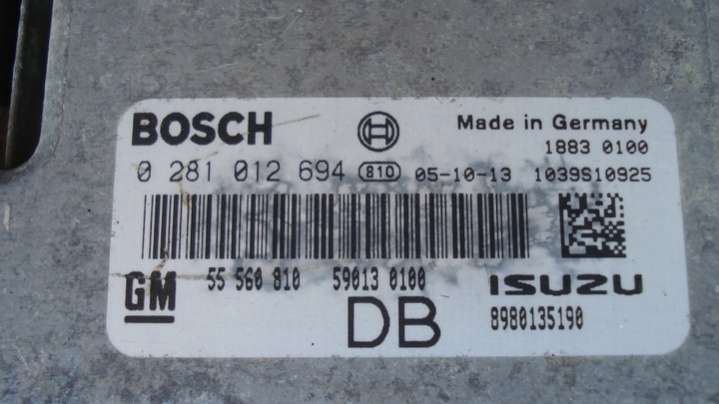 BOSCH Made in Germany
1883 0100
0 281 012 694 810 05-10-13 1039S10925
GM 55 560 810 59013 0100 ISUZU
DB 8980135190